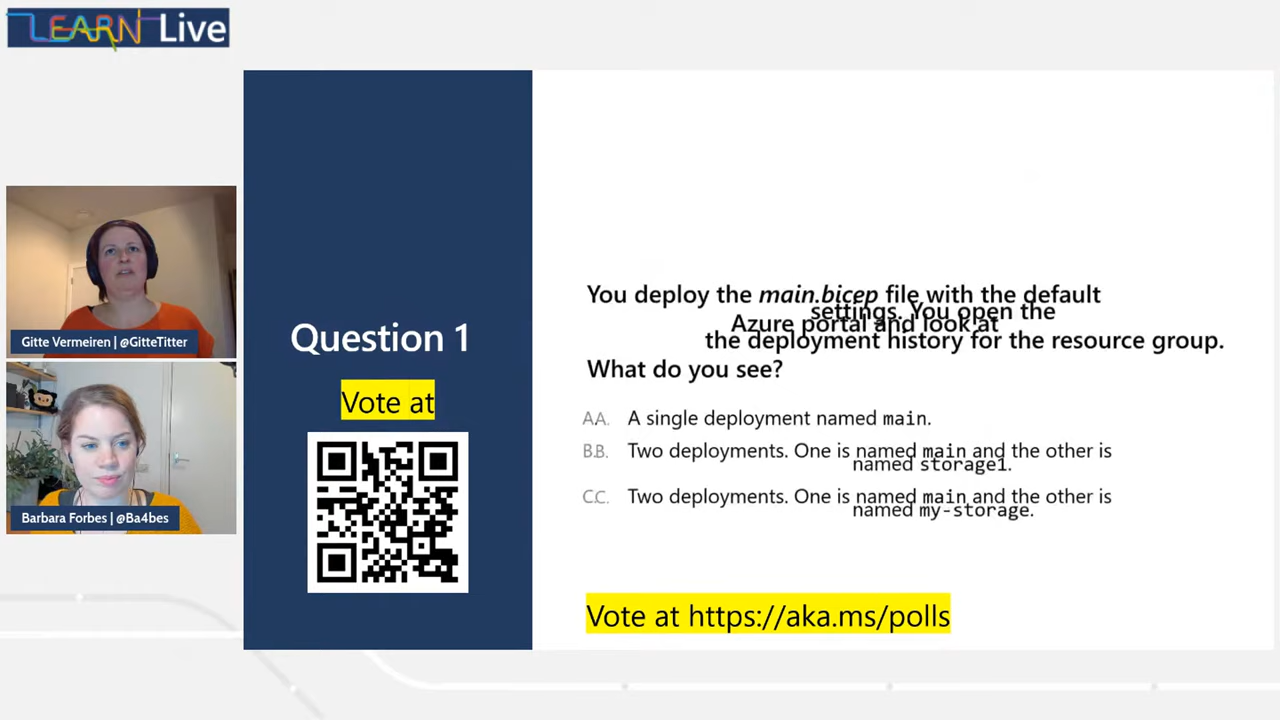 LEARN Live
Gitte Vermeiren | @GitteTitter
Barbara Forbes | @Ba4bes
Question 1
Vote at
You deploy the main.bicep file with the default
settings. You open the
Azure portal and look at
the deployment history for the resource group.
What do you see?
AA. A single deployment named main.
B.B. Two deployments. One is named main and the other is
named storage1.
C.C. Two deployments. One is named main and the other is
named my-storage.
Vote at https://aka.ms/polls